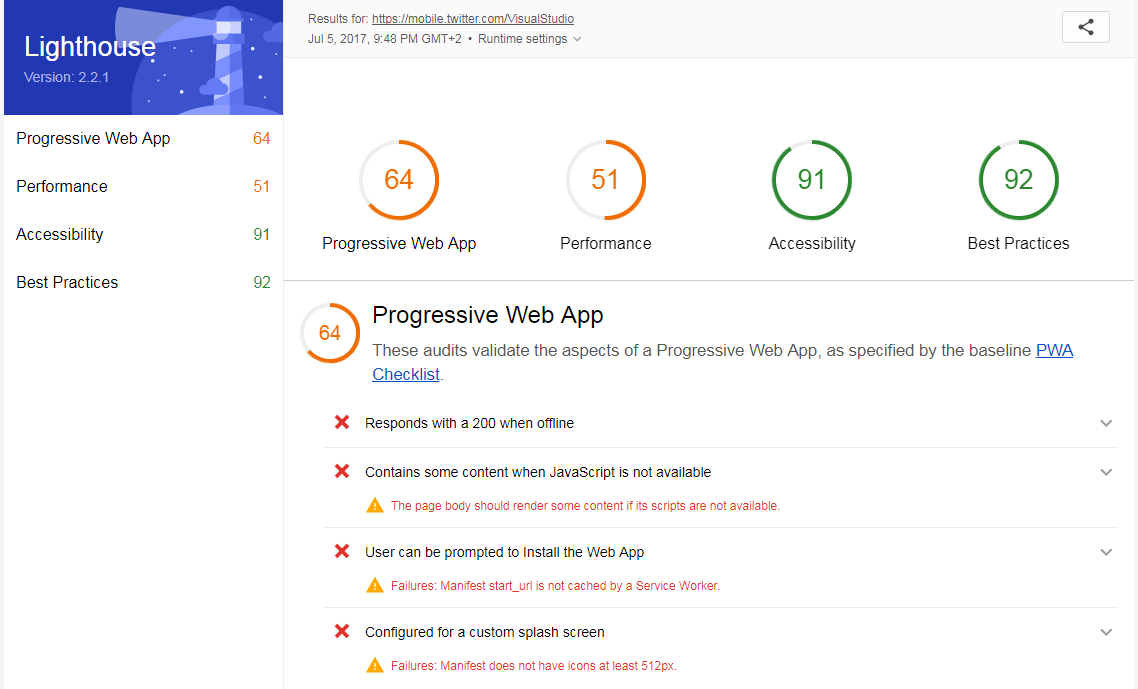 Lighthouse
Version: 2.2.1
Progressive Web App 64
Performance 51
Accessibility 91
Best Practices 92
Results for: https://mobile.twitter.com/VisualStudio
Jul 5, 2017, 9:48 PM GMT+2 • Runtime settings
64 51 91 92
Progressive Web App Performance Accessibility Best Practices
64
Progressive Web App
These audits validate the aspects of a Progressive Web App, as specified by the baseline PWA
Checklist.
Responds with a 200 when offline
Contains some content when JavaScript is not available
The page body should render some content if its scripts are not available.
User can be prompted to Install the Web App
Failures: Manifest start_url is not cached by a Service Worker.
Configured for a custom splash screen
Failures: Manifest does not have icons at least 512px.